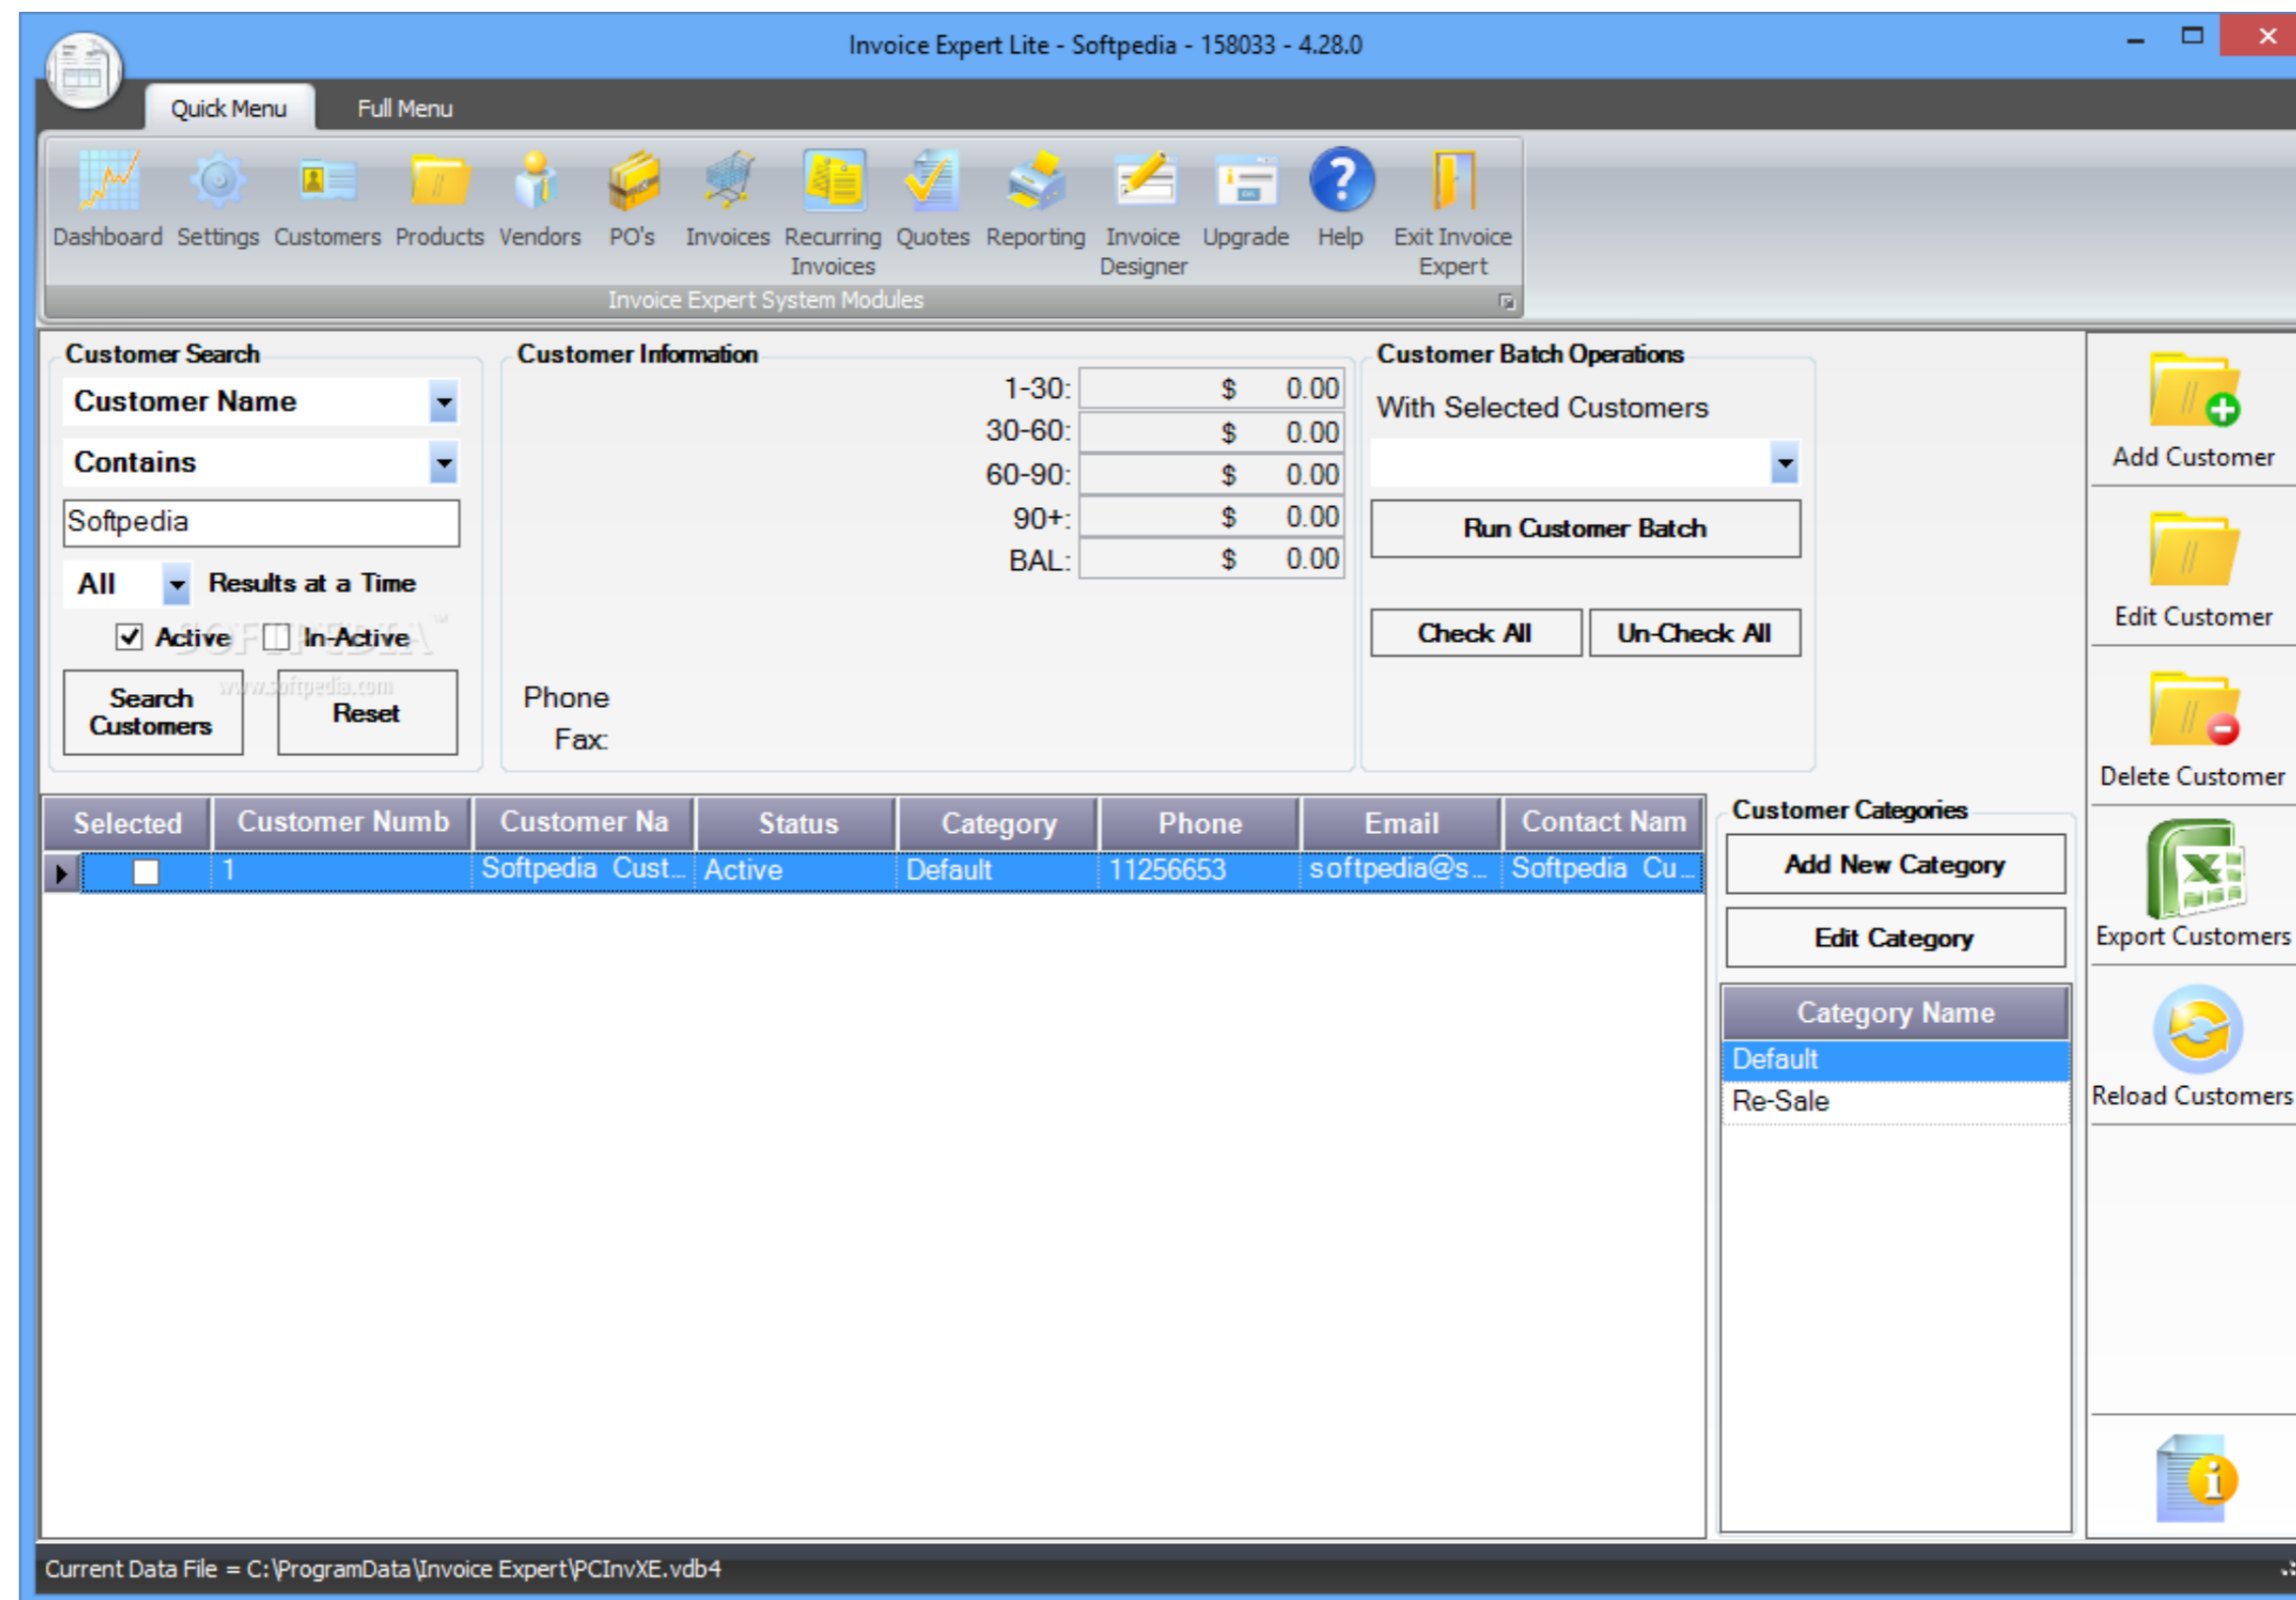 Invoice Expert Lite - Softpedia - 158033 - 4.28.0
Quick Menu Full Menu
Dashboard Settings Customers Products Vendors PO's Invoices Recurring Invoices Quotes Reporting Invoice Designer Upgrade Help Exit Invoice Expert
Invoice Expert System Modules
Customer Search
Customer Name
Contains
Softpedia
All Results at a Time
Active In-Active
SOFTPEDIA™
www.softpedia.com
Search Customers
Reset
Customer Information
1-30: $ 0.00
30-60: $ 0.00
60-90: $ 0.00
90+: $ 0.00
BAL: $ 0.00
Phone
Fax:
Customer Batch Operations
With Selected Customers
Run Customer Batch
Check All Un-Check All
Add Customer
Edit Customer
Delete Customer
Export Customers
Reload Customers
Selected Customer Numb Customer Na Status Category Phone Email Contact Nam
1 Softpedia Cust... Active Default 11256653 softpedia@s... Softpedia Cu...
Customer Categories
Add New Category
Edit Category
Category Name
Default
Re-Sale
Current Data File = C:\ProgramData\Invoice Expert\PCInvXE.vdb4